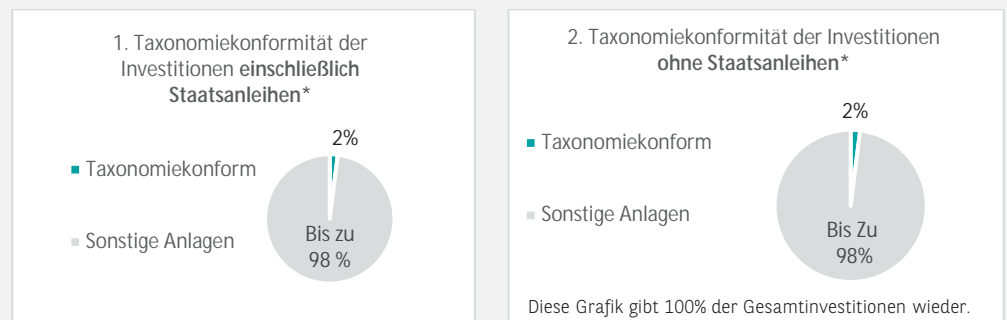 1. Taxonomiekonformität der
Investitionen einschließlich
Staatsanleihen*
2%
Taxonomiekonform
Sonstige Anlagen
Bis zu
98 %
2. Taxonomiekonformität der Investitionen
ohne Staatsanleihen*
2%
Taxonomiekonform
Sonstige Anlagen
Bis Zu
98%
Diese Grafik gibt 100% der Gesamtinvestitionen wieder.